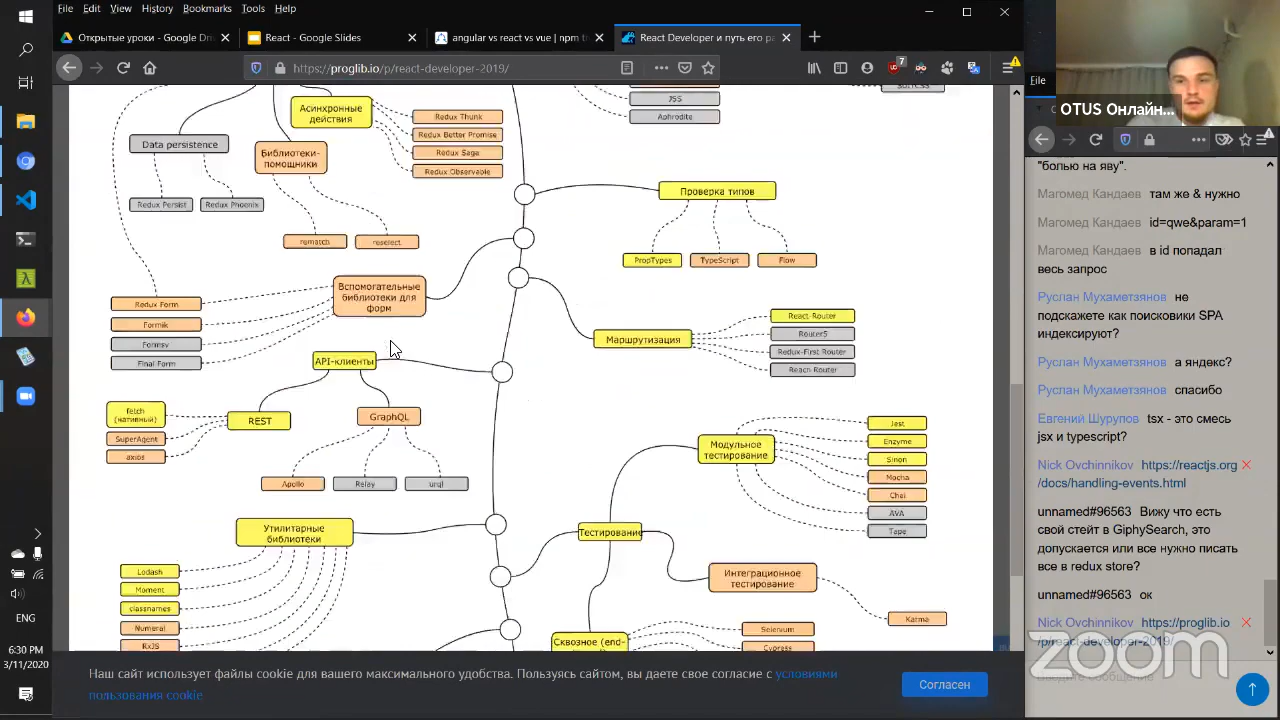 File Edit View History Bookmarks Tools Help
Открытые уроки - Google Dri
React - Google Slides
angular vs react vs vue | npm t
React Developer и путь его ра
https://proglib.io/p/react-developer-2019/
7
JSS
Aphrodite
Асинхронные
действия
Redux Thunk
Redux Better Promise
Redux Saga
Redux Observable
Data persistence
Библиотеки-
помощники
Redux Persist
Redux Phoenix
rematch
reselect
Проверка типов
PropTypes
TypeScript
Flow
Вспомогательные
библиотеки для
форм
Redux Form
Formik
Formsy
Final Form
Маршрутизация
React-Router
Router5
Redux-First Router
Reach Router
API-клиенты
REST
GraphQL
fetch
(нативный)
SuperAgent
axios
Apollo
Relay
urql
Модульное
тестирование
Jest
Enzyme
Sinon
Mocha
Chai
AVA
Tape
Утилитарные
библиотеки
Lodash
Moment
classnames
Numeral
RxJS
Тестирование
Интеграционное
тестирование
Karma
Сквозное (end-
Selenium
Cypress
Наш сайт использует файлы cookie для вашего максимального удобства. Пользуясь сайтом, вы даете свое согласие с условиями
пользования cookie
Согласен
ENG
6:30 PM
3/11/2020
File
OTUS Онлайн...
"болью на яву".
Магомед Кандаев там же & нужно
Магомед Кандаев id=qwe&param=1
Магомед Кандаев в id попадал
весь запрос
Руслан Мухаметзянов не
подскажете как поисковики SPA
индексируют?
Руслан Мухаметзянов а яндекс?
Руслан Мухаметзянов спасибо
Евгений Шурупов tsx - это смесь
jsx и typescript?
Nick Ovchinnikov https://reactjs.org
/docs/handling-events.html
unnamed#96563 Вижу что есть
свой стейт в GiphySearch, это
допускается или все нужно писать
все в redux store?
unnamed#96563 ок
Nick Ovchinnikov https://proglib.io
/p/react-developer-2019/
zoom